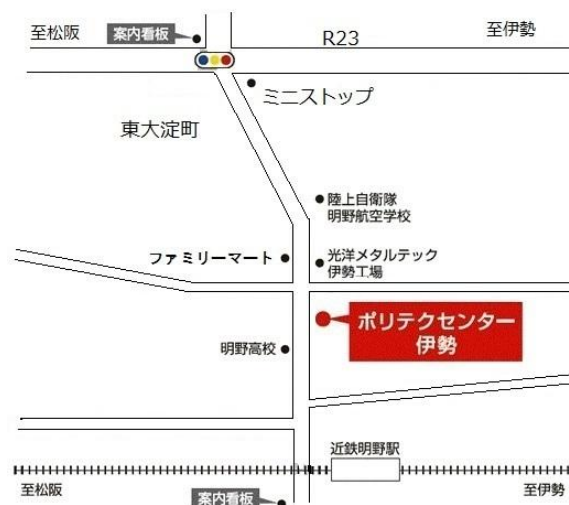 至松阪
案内看板
R23
至伊勢
ミニストップ
東大淀町
陸上自衛隊
明野航空学校
ファミリーマート
光洋メタルテック
伊勢工場
ポリテクセンター
伊勢
明野高校
近鉄明野駅
至松阪
至伊勢
案内看板